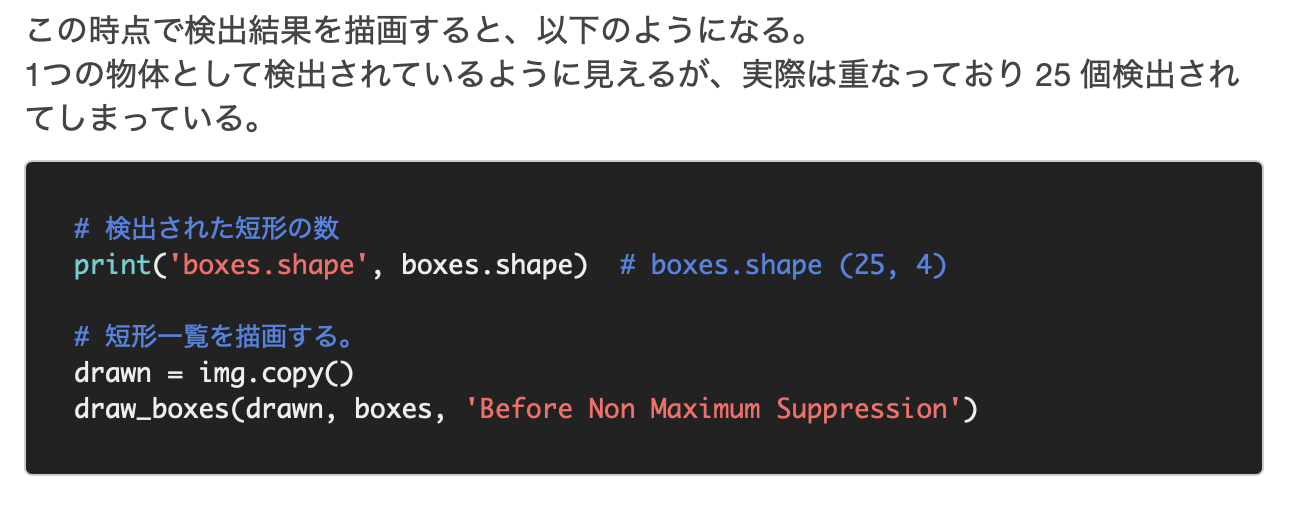 この時点で検出結果を描画すると、以下のようになる。
1つの物体として検出されているように見えるが、実際は重なっており 25 個検出され
てしまっている。
# 検出された短形の数
print('boxes.shape', boxes.shape)  # boxes.shape (25, 4)
# 短形一覧を描画する。
drawn = img.copy()
draw_boxes(drawn, boxes, 'Before Non Maximum Suppression')